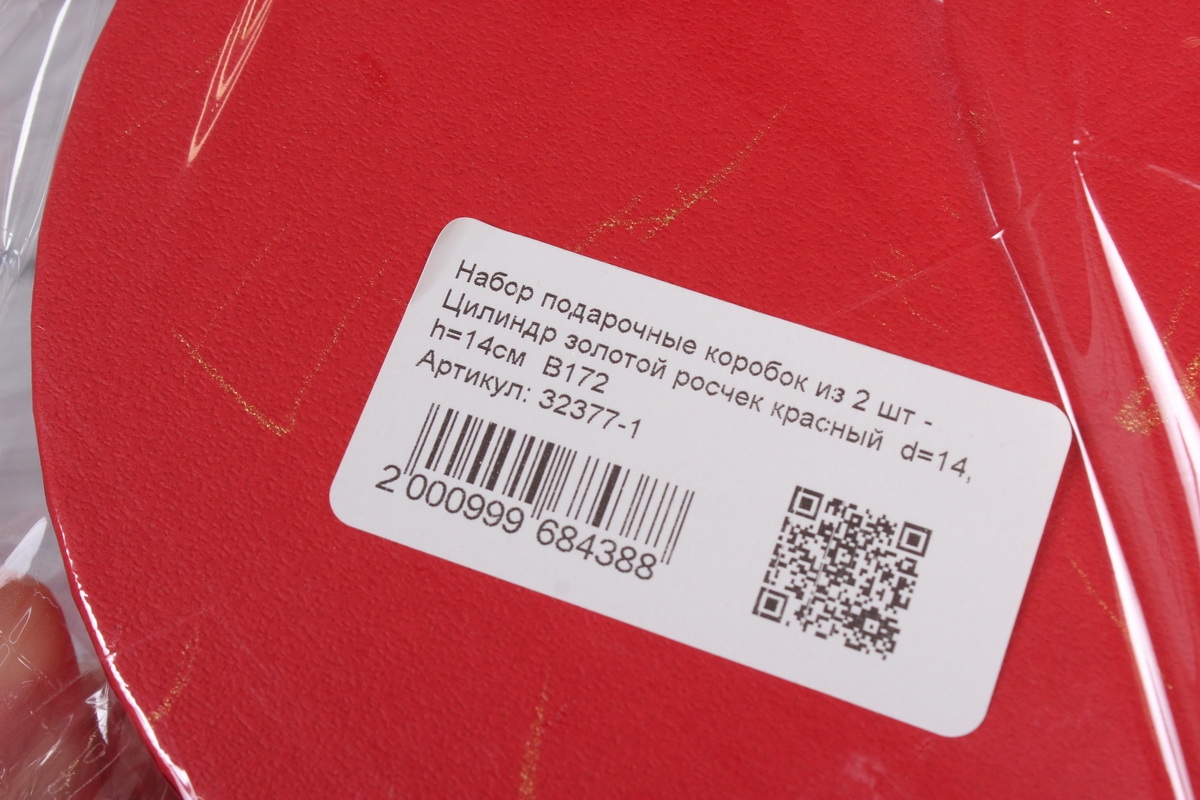 Набор подарочные коробок из 2 шт -
Цилиндр золотой росчек красный d=14,
h=14см B172
Артикул: 32377-1
2 000999 684388